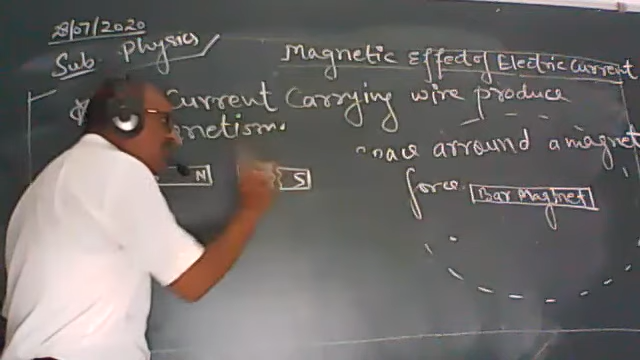 28/07/2020
Sub. Physics
Magnetic Effect of Electric Current
Current Carrying wire produce
netism.
arround a magnet
force.
Bar Magnet
N
S